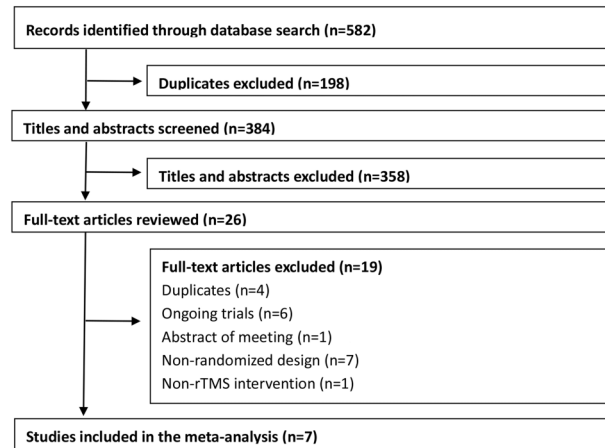 Records identified through database search (n=582)
Duplicates excluded (n=198)
Titles and abstracts screened (n=384)
Titles and abstracts excluded (n=358)
Full-text articles reviewed (n=26)
Full-text articles excluded (n=19)
Duplicates (n=4)
Ongoing trials (n=6)
Abstract of meeting (n=1)
Non-randomized design (n=7)
Non-rTMS intervention (n=1)
Studies included in the meta-analysis (n=7)